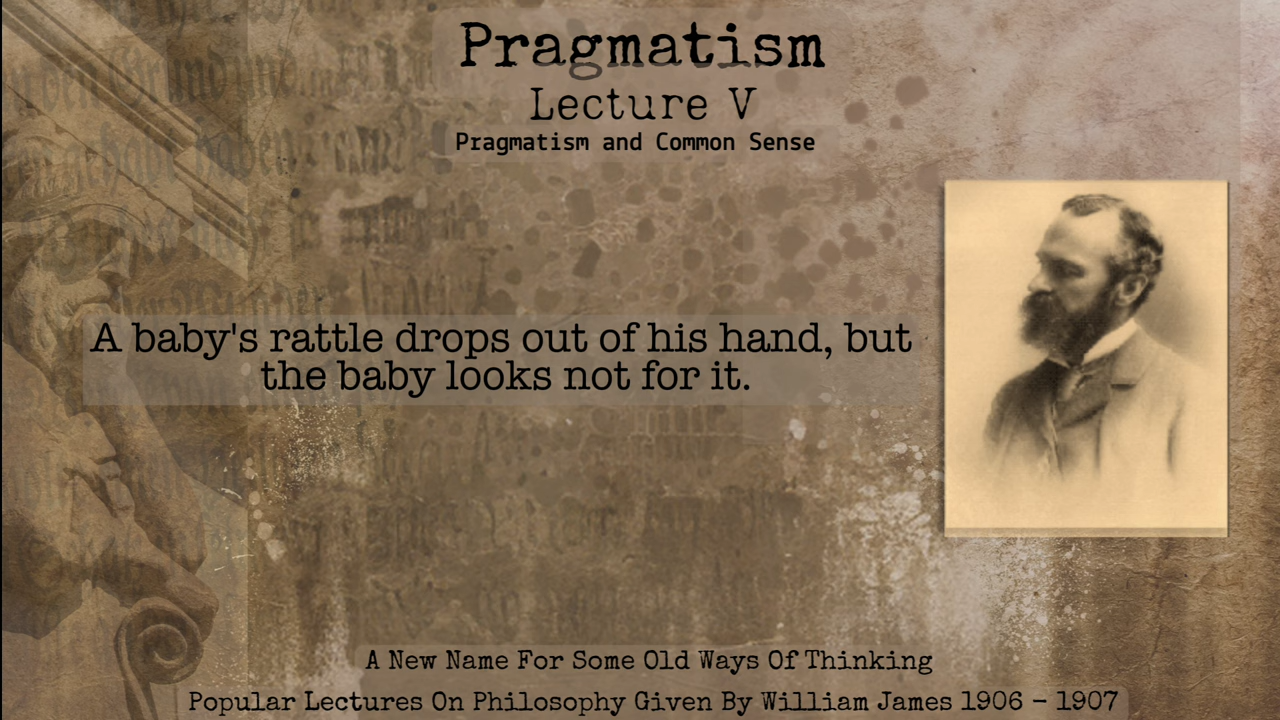 Pragmatism
Lecture V
Pragmatism and Common Sense
A baby's rattle drops out of his hand, but
the baby looks not for it.
A New Name For Some Old Ways Of Thinking
Popular Lectures On Philosophy Given By William James 1906 - 1907